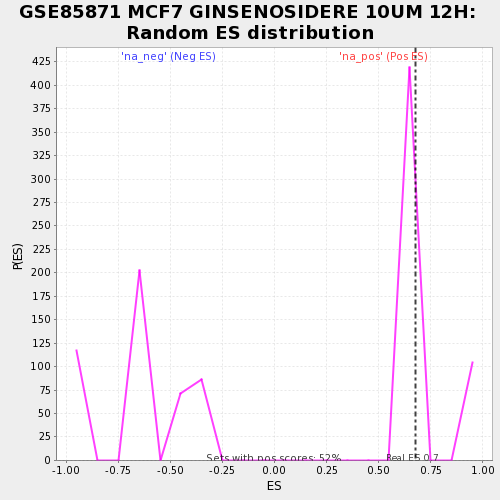 GSE85871 MCF7 GINSENOSIDERE 10UM 12H:
Random ES distribution
'na_neg' (Neg ES)
'na_pos' (Pos ES)
425
400
375
350
325
300
275
250
225
200
175
150
125
100
75
50
25
0
P(ES)
Sets with pos scores: 52%
Real ES 0.7
-1.00 -0.75 -0.50 -0.25 0.00 0.25 0.50 0.75 1.00
ES